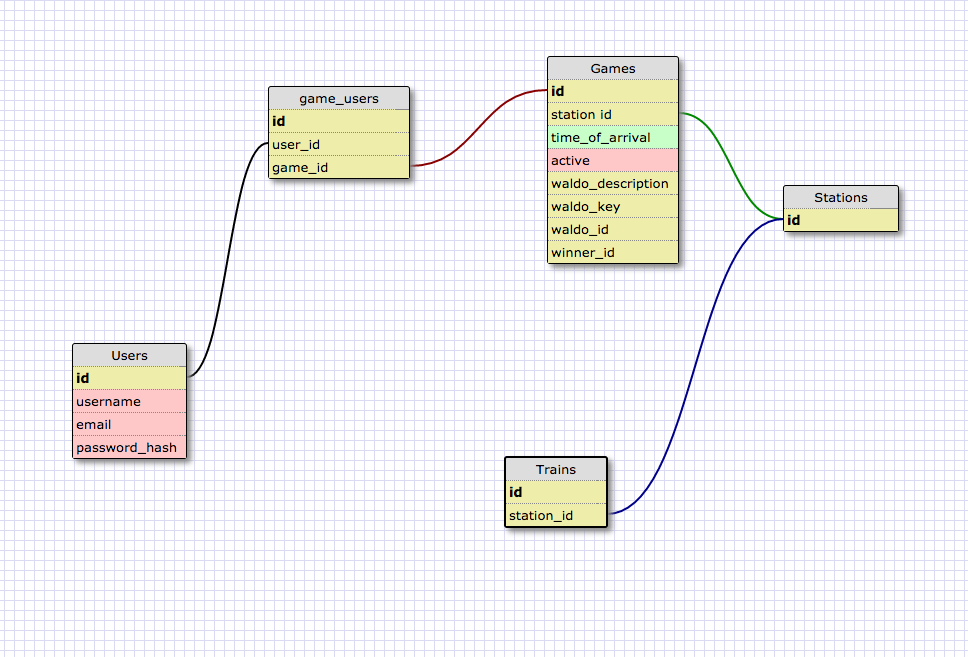 game_users
id
user_id
game_id
Games
id
station id
time_of_arrival
active
waldo_description
waldo_key
waldo_id
winner_id
Stations
id
Users
id
username
email
password_hash
Trains
id
station_id